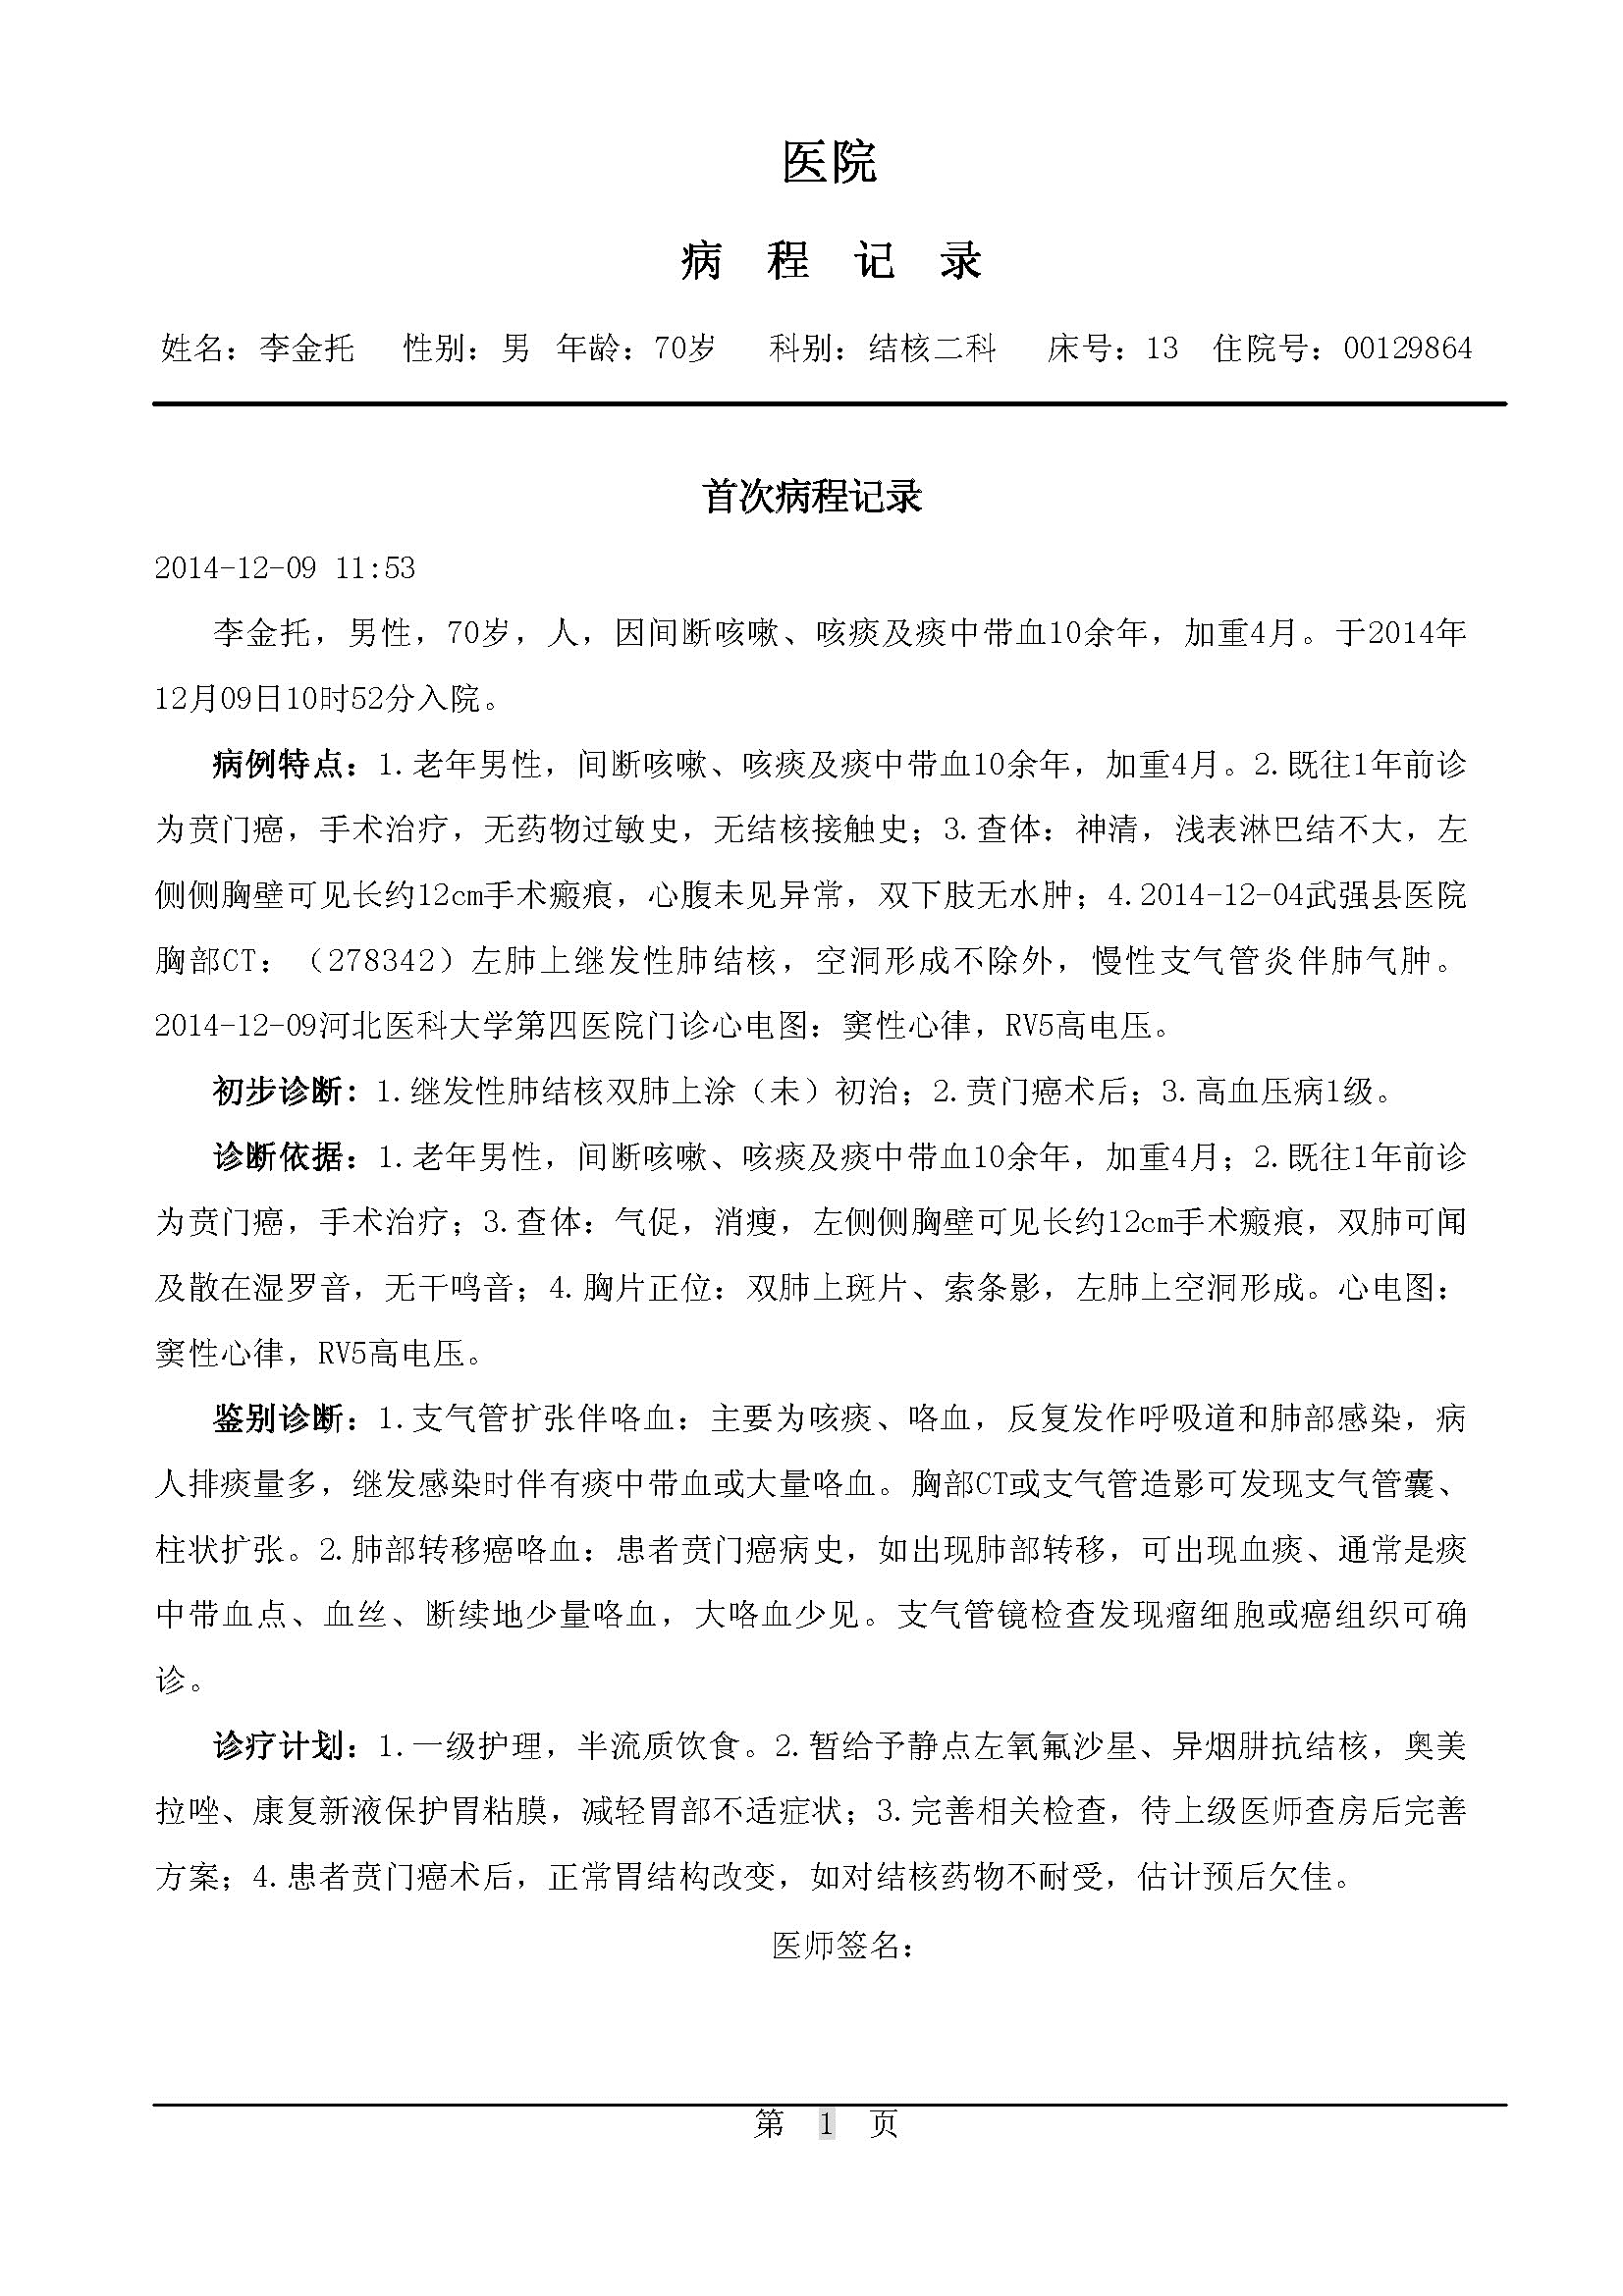 医院
病 程 记 录
姓名：李金托 性别：男 年龄：70岁 科别：结核二科 床号：13 住院号：00129864
首次病程记录
2014-12-09 11:53
李金托，男性，70岁，人，因间断咳嗽、咳痰及痰中带血10余年，加重4月。于2014年
12月09日10时52分入院。
病例特点：1.老年男性，间断咳嗽、咳痰及痰中带血10余年，加重4月。2.既往1年前诊
为贲门癌，手术治疗，无药物过敏史，无结核接触史；3.查体：神清，浅表淋巴结不大，左
侧侧胸壁可见长约12cm手术瘢痕，心腹未见异常，双下肢无水肿；4.2014-12-04武强县医院
胸部CT：（278342）左肺上继发性肺结核，空洞形成不除外，慢性支气管炎伴肺气肿。
2014-12-09河北医科大学第四医院门诊心电图：窦性心律，RV5高电压。
初步诊断：1.继发性肺结核双肺上涂（未）初治；2.贲门癌术后；3.高血压病1级。
诊断依据：1.老年男性，间断咳嗽、咳痰及痰中带血10余年，加重4月；2.既往1年前诊
为贲门癌，手术治疗；3.查体：气促，消瘦，左侧侧胸壁可见长约12cm手术瘢痕，双肺可闻
及散在湿罗音，无干鸣音；4.胸片正位：双肺上斑片、索条影，左肺上空洞形成。心电图：
窦性心律，RV5高电压。
鉴别诊断：1.支气管扩张伴咯血：主要为咳痰、咯血，反复发作呼吸道和肺部感染，病
人排痰量多，继发感染时伴有痰中带血或大量咯血。胸部CT或支气管造影可发现支气管囊、
柱状扩张。2.肺部转移癌咯血：患者贲门癌病史，如出现肺部转移，可出现血痰、通常是痰
中带血点、血丝、断续地少量咯血，大咯血少见。支气管镜检查发现瘤细胞或癌组织可确
诊。
诊疗计划：1.一级护理，半流质饮食。2.暂给予静点左氧氟沙星、异烟肼抗结核，奥美
拉唑、康复新液保护胃粘膜，减轻胃部不适症状；3.完善相关检查，待上级医师查房后完善
方案；4.患者贲门癌术后，正常胃结构改变，如对结核药物不耐受，估计预后欠佳。
医师签名：
第 1 页